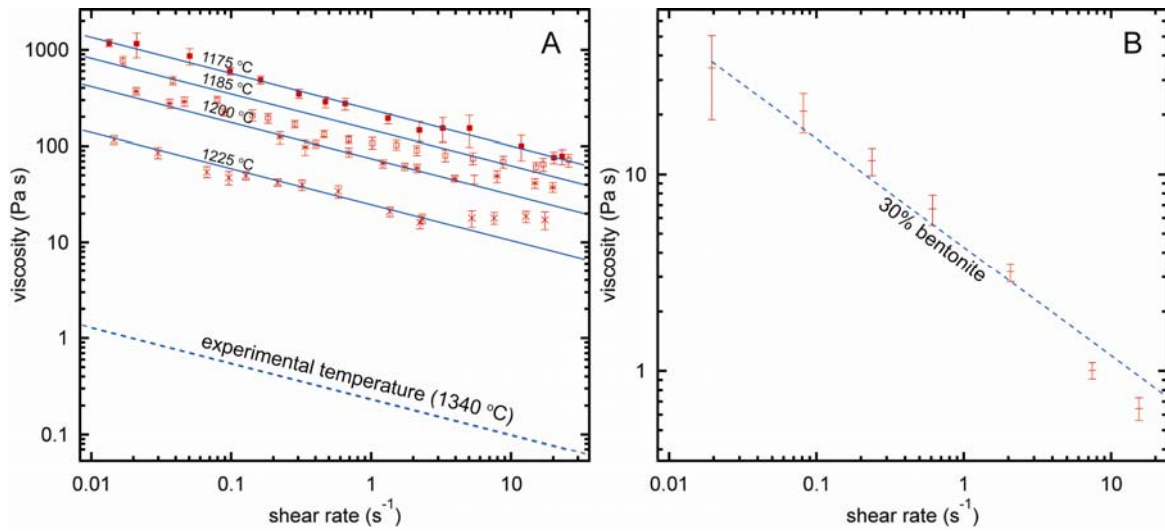 A
1000
100
10
1
0.1
viscosity (Pa s)
1175 °C
1185 °C
1200 °C
1225 °C
experimental temperature (1340 °C)
0.01
0.1
1
10
shear rate (s⁻¹)
B
10
1
viscosity (Pa s)
30% bentonite
0.01
0.1
1
10
shear rate (s⁻¹)